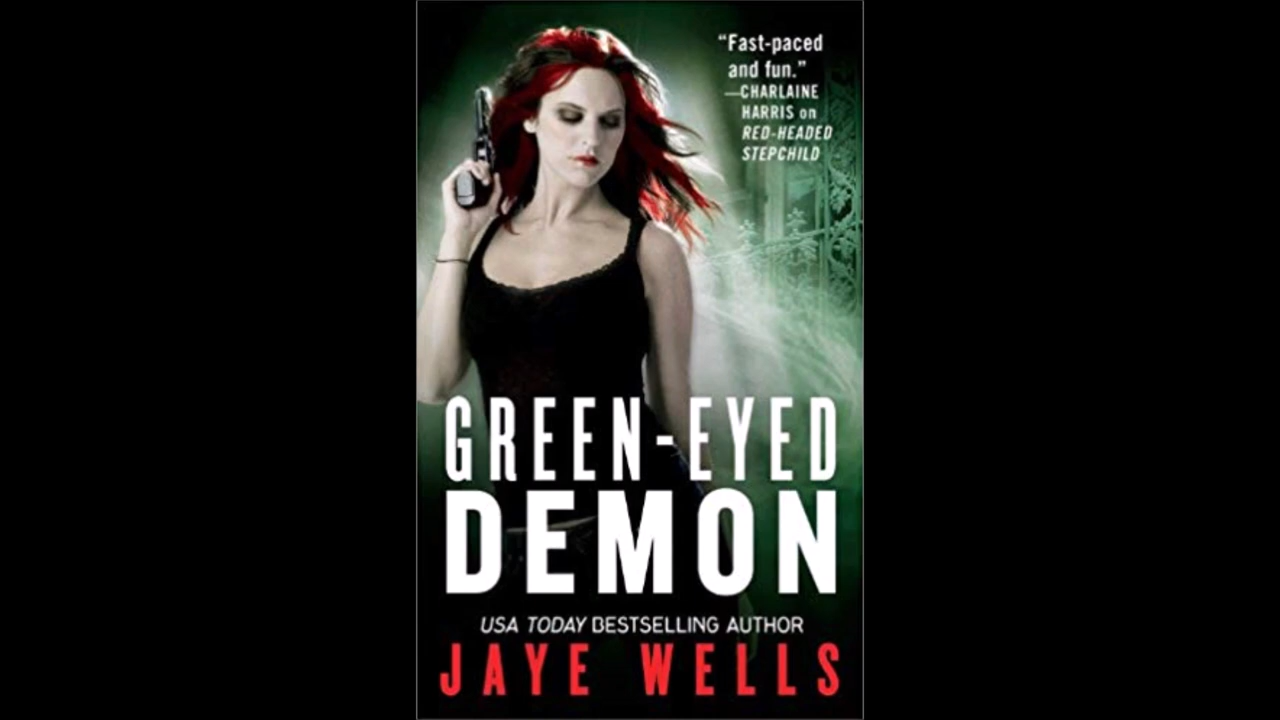 “Fast-paced
and fun.”
—CHARLAINE
HARRIS on
RED-HEADED
STEPCHILD
GREEN-EYED
DEMON
USA TODAY BESTSELLING AUTHOR
JAYE WELLS